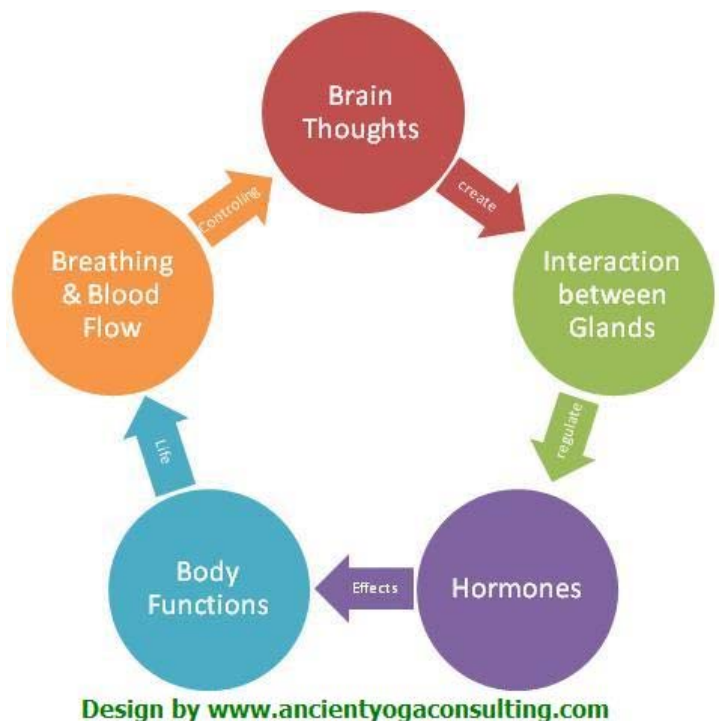 Brain
Thoughts
create
Interaction
between
Glands
regulate
Hormones
Effects
Body
Functions
Life
Breathing
& Blood
Flow
Controling
Design by www.ancientyogaconsulting.com